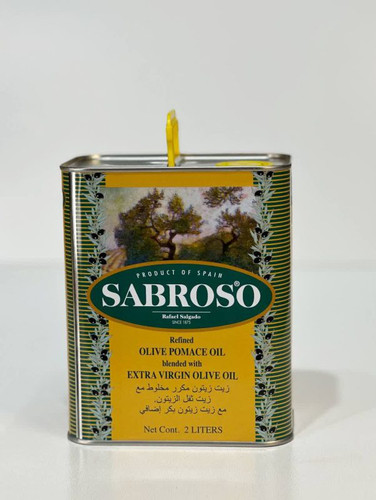 PRODUCT OF SPAIN
SABROSO®
Rafael Salgado
SINCE 1875
Refined
OLIVE POMACE OIL
blended with
EXTRA VIRGIN OLIVE OIL
زيت زيتون مكرر مخلوط مع
زيت ثفل الزيتون.
مع زيت زيتون بكر إضافي
Net Cont. 2 LITERS